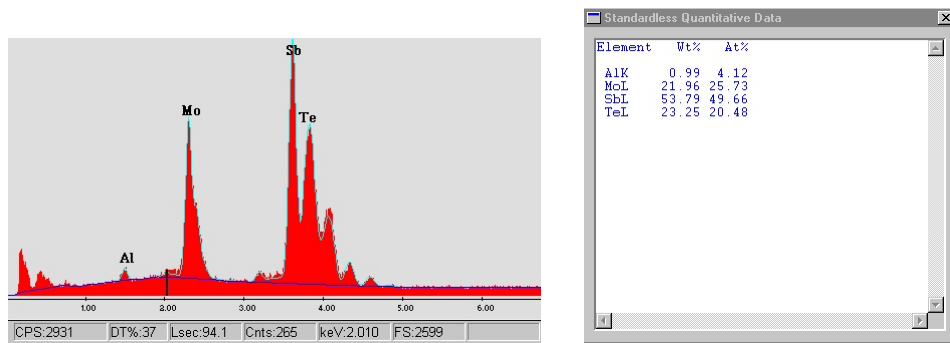 Sb
Mo
Te
Al
1.00 2.00 3.00 4.00 5.00 6.00
CPS:2931 DT%:37 Lsec:94.1 Cnts:265 keV:2.010 FS:2599
Standardless Quantitative Data
Element Wt% At%
AlK 0.99 4.12
MoL 21.96 25.73
SbL 53.79 49.66
TeL 23.25 20.48